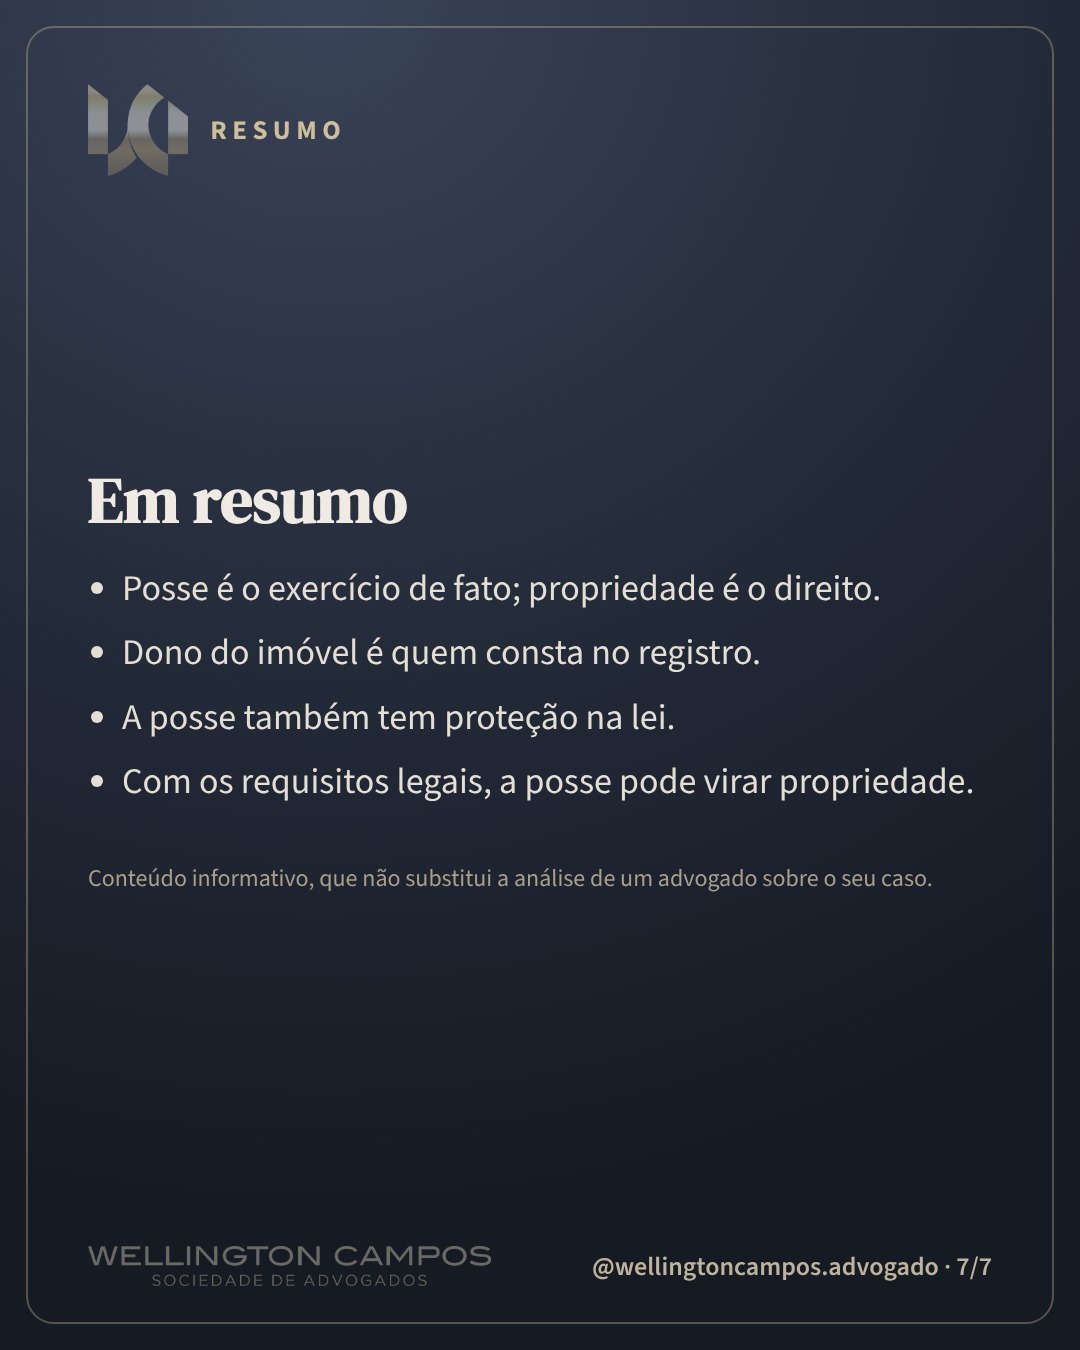 RESUMO
Em resumo
• Posse é o exercício de fato; propriedade é o direito.
• Dono do imóvel é quem consta no registro.
• A posse também tem proteção na lei.
• Com os requisitos legais, a posse pode virar propriedade.
Conteúdo informativo, que não substitui a análise de um advogado sobre o seu caso.
WELLINGTON CAMPOS
SOCIEDADE DE ADVOGADOS
@wellingtoncampos.advogado · 7/7